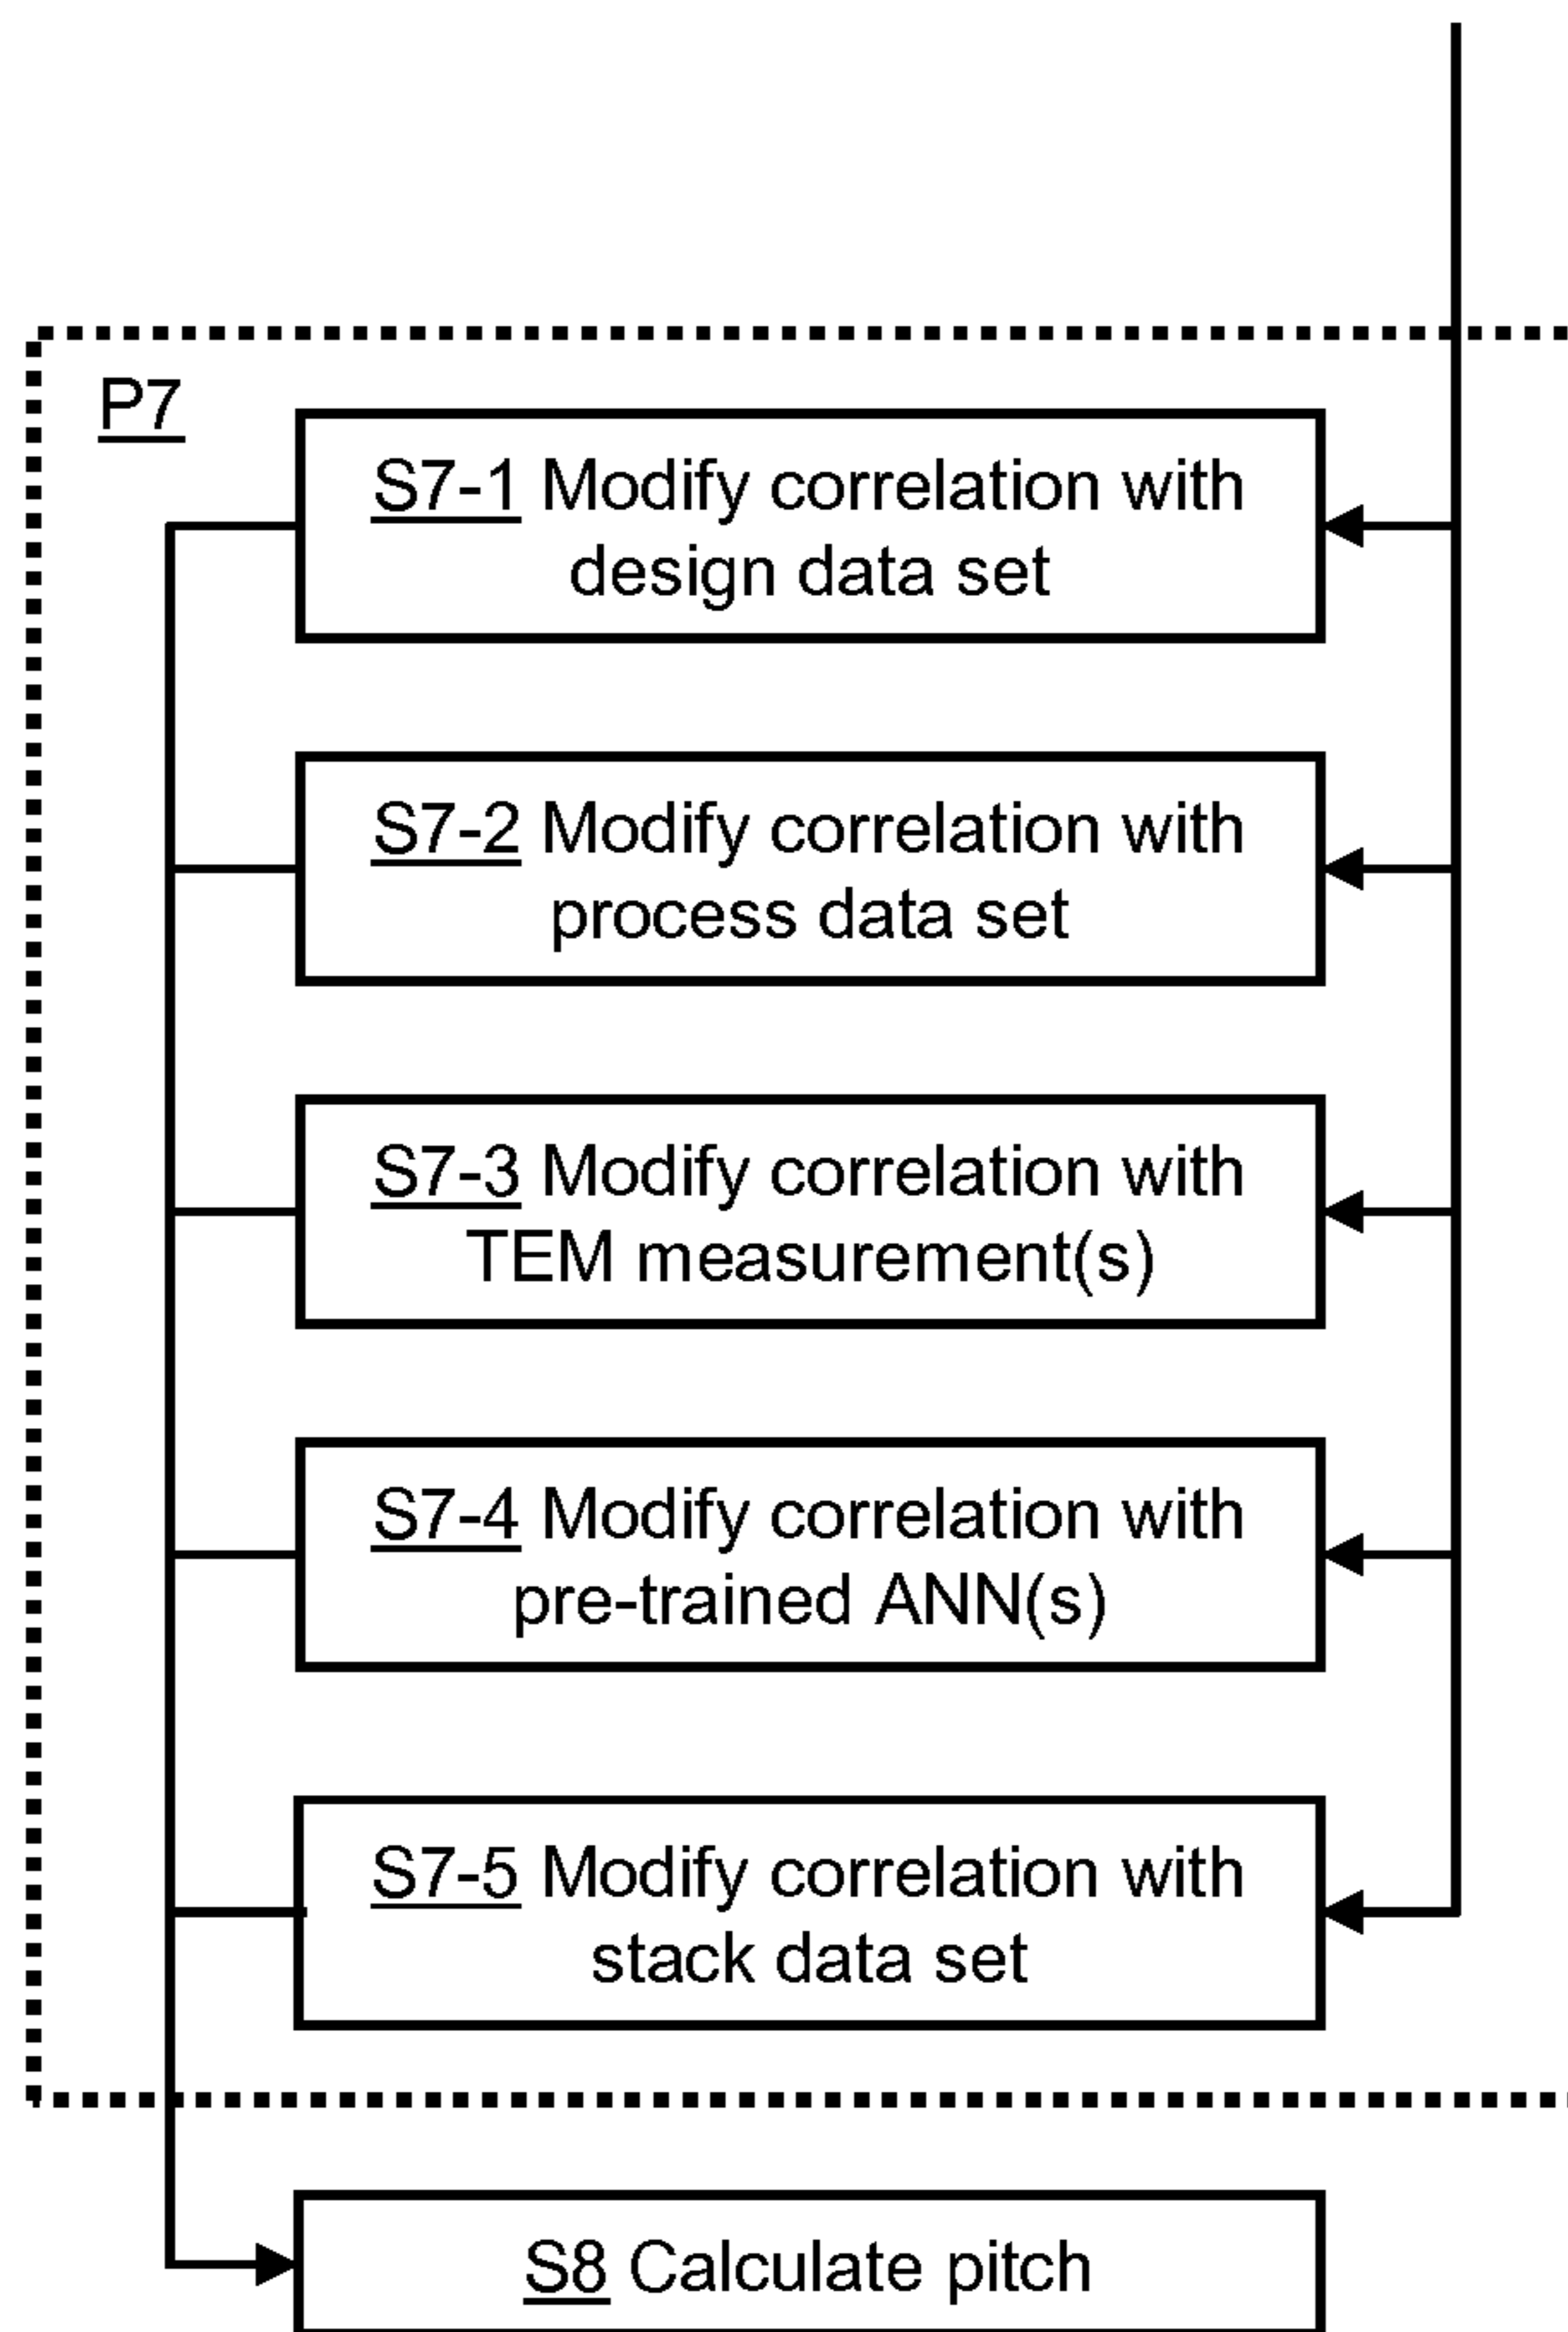 P7
S7-1 Modify correlation with
design data set
S7-2 Modify correlation with
process data set
S7-3 Modify correlation with
TEM measurement(s)
S7-4 Modify correlation with
pre-trained ANN(s)
S7-5 Modify correlation with
stack data set
S8 Calculate pitch